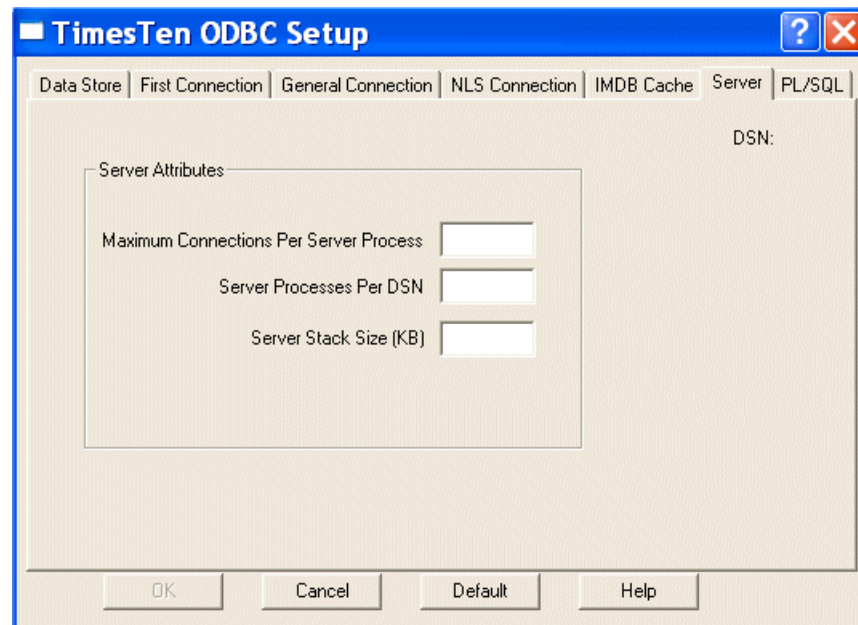 TimesTen ODBC Setup
Data Store First Connection General Connection NLS Connection IMDB Cache Server PL/SQL
DSN:
Server Attributes
Maximum Connections Per Server Process
Server Processes Per DSN
Server Stack Size (KB)
OK Cancel Default Help